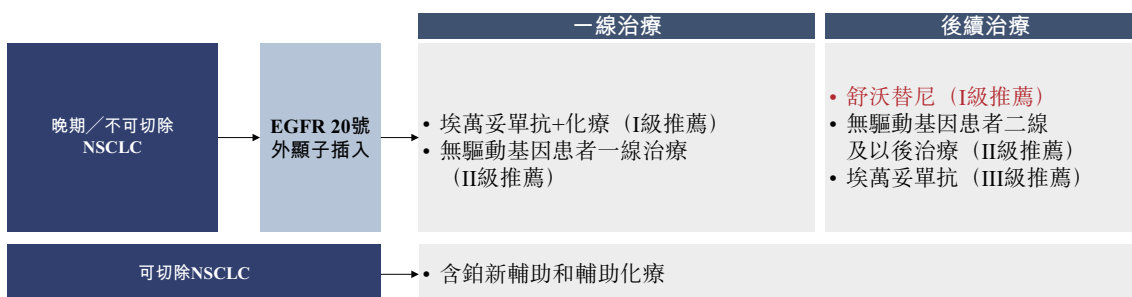 一線治療
後續治療
晚期／不可切除
NSCLC
EGFR 20號
外顯子插入
• 埃萬妥單抗+化療（I級推薦）
• 無驅動基因患者一線治療
（II級推薦）
• 舒沃替尼（I級推薦）
• 無驅動基因患者二線
及以後治療（II級推薦）
• 埃萬妥單抗（III級推薦）
可切除NSCLC
• 含鉑新輔助和輔助化療